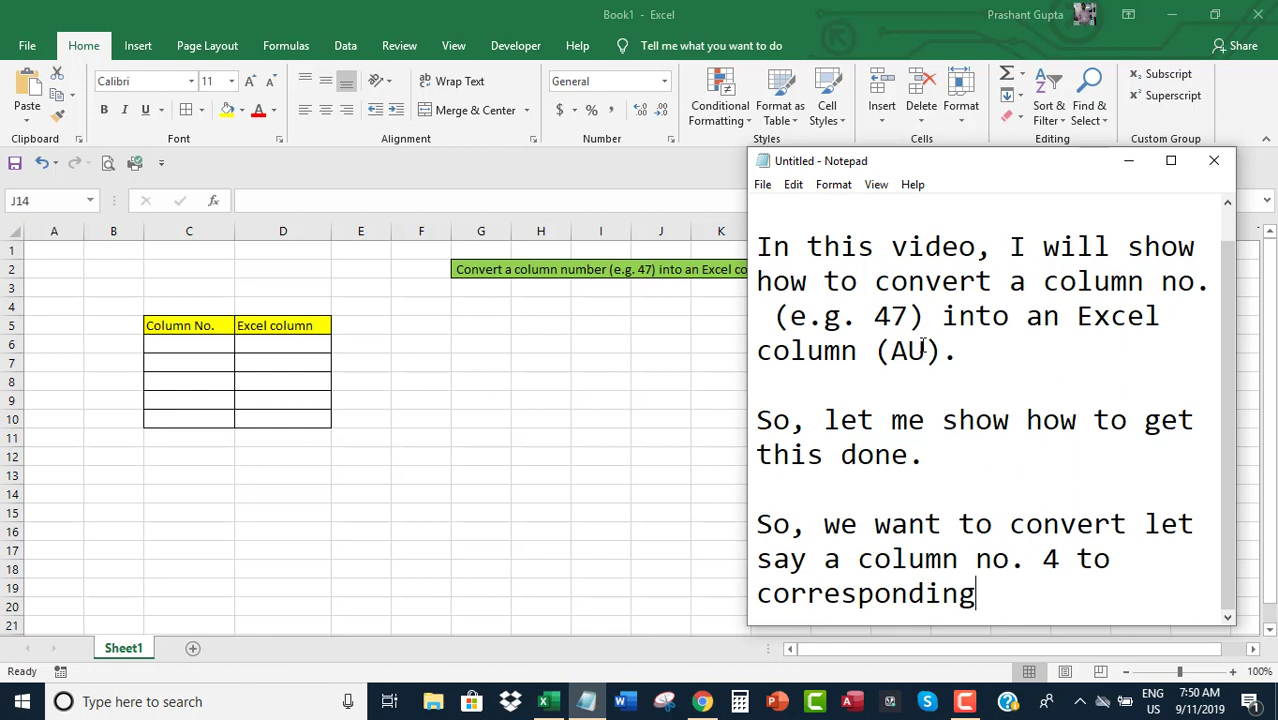 Book1 - Excel
Prashant Gupta
File Home Insert Page Layout Formulas Data Review View Developer Help Tell me what you want to do Share
Paste
Calibri 11
Wrap Text
General
Conditional Formatting
Format as Table
Cell Styles
Insert
Delete
Format
Sort & Filter
Find & Select
Subscript
Superscript
B I U
Merge & Center
$ % ,
Clipboard Font Alignment Number Styles Cells Editing Custom Group
J14
fx
A B C D E F G H I J K
1
2 Convert a column number (e.g. 47) into an Excel co
3
4
5 Column No. Excel column
6
7
8
9
10
11
12
13
14
15
16
17
18
19
20
21
Untitled - Notepad
File Edit Format View Help
In this video, I will show
how to convert a column no.
(e.g. 47) into an Excel
column (AU).
So, let me show how to get
this done.
So, we want to convert let
say a column no. 4 to
corresponding
Sheet1
Ready
100%
Type here to search
ENG
US
7:50 AM
9/11/2019